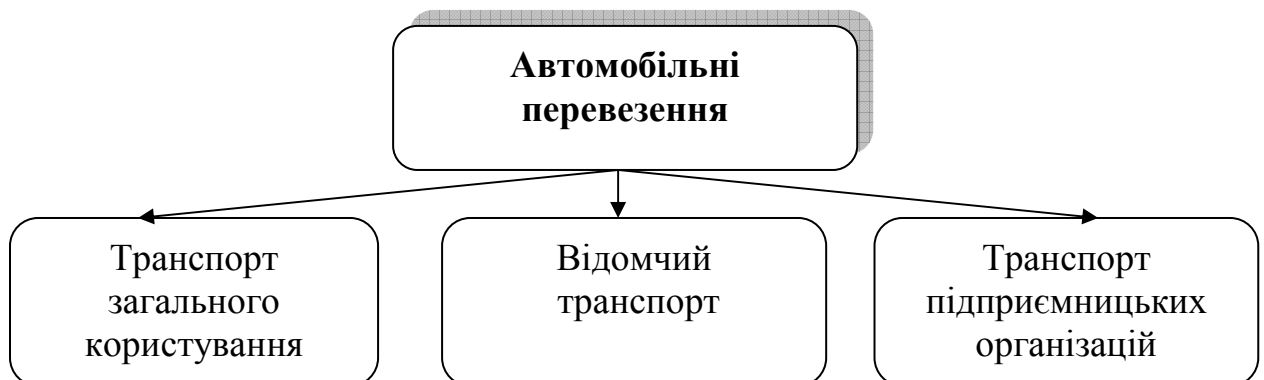 Автомобільні
перевезення
Транспорт
загального
користування
Відомчий
транспорт
Транспорт
підприємницьких
організацій